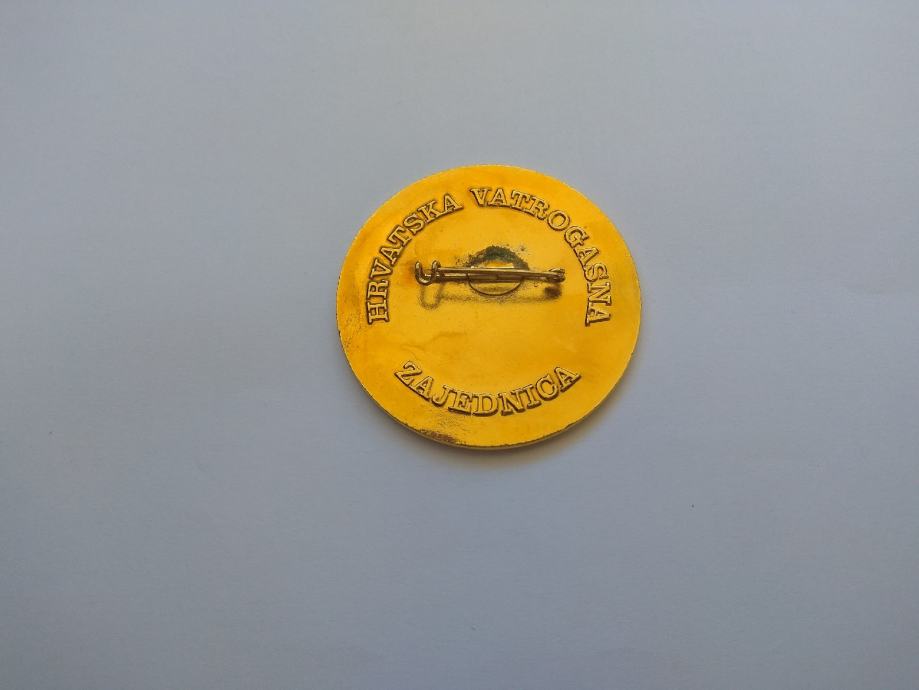 HRVATSKA VATROGASNA
ZAJEDNICA